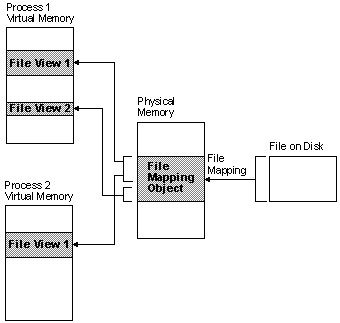 Process 1
Virtual Memory
File View 1
File View 2
Physical
Memory
File
Mapping
Object
File
Mapping
File on Disk
Process 2
Virtual Memory
File View 1